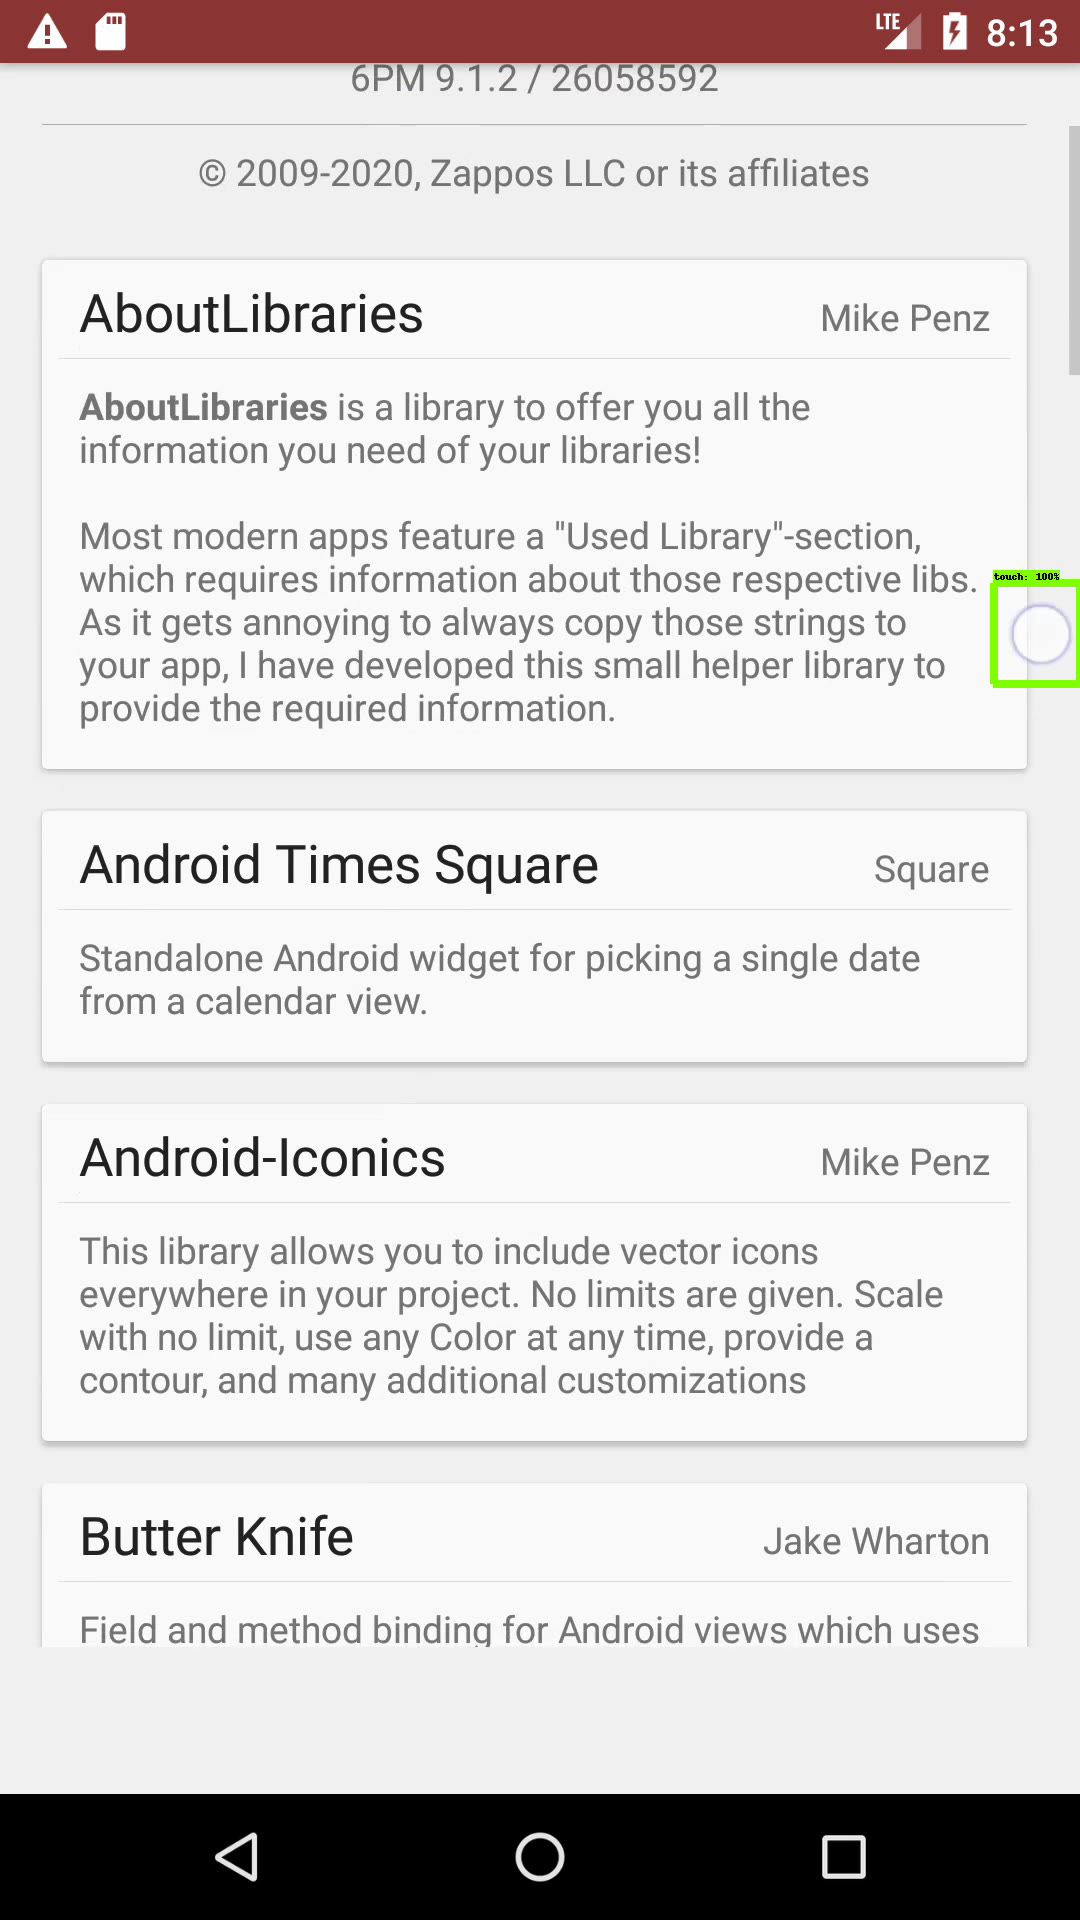 LTE 8:13
6PM 9.1.2 / 26058592
© 2009-2020, Zappos LLC or its affiliates
AboutLibraries Mike Penz
AboutLibraries is a library to offer you all the
information you need of your libraries!
Most modern apps feature a "Used Library"-section,
which requires information about those respective libs.
touch: 100%
As it gets annoying to always copy those strings to
your app, I have developed this small helper library to
provide the required information.
Android Times Square Square
Standalone Android widget for picking a single date
from a calendar view.
Android-Iconics Mike Penz
This library allows you to include vector icons
everywhere in your project. No limits are given. Scale
with no limit, use any Color at any time, provide a
contour, and many additional customizations
Butter Knife Jake Wharton
Field and method binding for Android views which uses